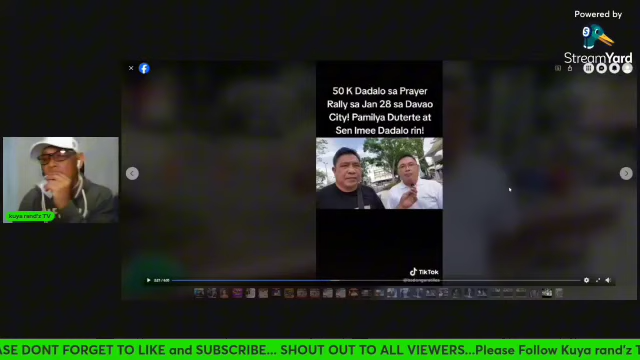 Powered by
StreamYard
50 K Dadalo sa Prayer
Rally sa Jan 28 sa Davao
City! Pamilya Duterte at
Sen Imee Dadalo rin!
kuya rand'z TV
TikTok
ASE DONT FORGET TO LIKE and SUBSCRIBE... SHOUT OUT TO ALL VIEWERS...Please Follow Kuya rand'z T